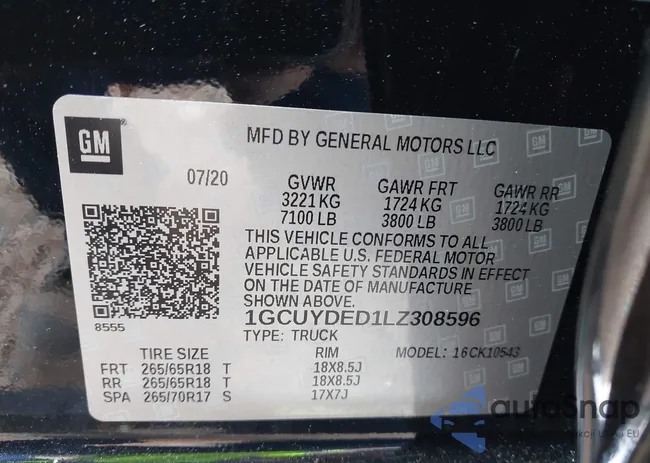 GM
MFD BY GENERAL MOTORS LLC
07/20
GVWR GAWR FRT GAWR RR
3221 KG 1724 KG 1724 KG
7100 LB 3800 LB 3800 LB
THIS VEHICLE CONFORMS TO ALL
APPLICABLE U.S. FEDERAL MOTOR
VEHICLE SAFETY STANDARDS IN EFFECT
ON THE DATE OF MANUFACTURE
SHOWN ABOVE.
8555
1GCUYDED1LZ308596
TYPE: TRUCK
TIRE SIZE RIM MODEL: 16CK10543
FRT 265/65R18 T 18X8.5J
RR 265/65R18 T 18X8.5J
SPA 265/70R17 S 17X7J
autoSnap
EU